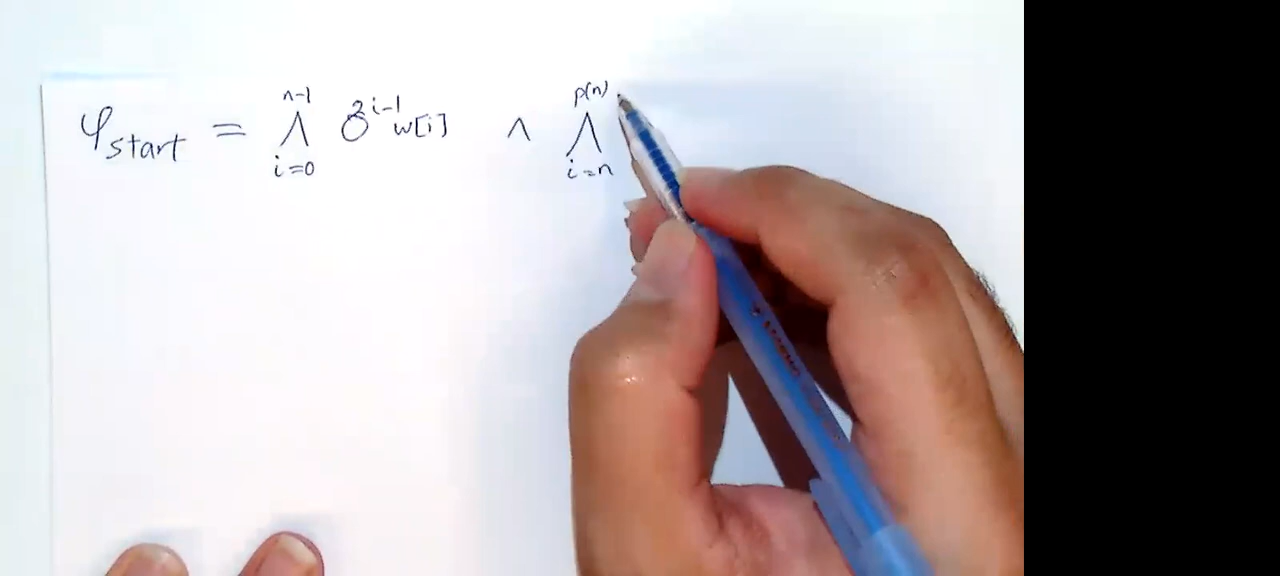 φ_start = ⋀_{i=0}^{n-1} ^{i-1} w[i] ∧ ⋀_{i=n}^{p(n)}